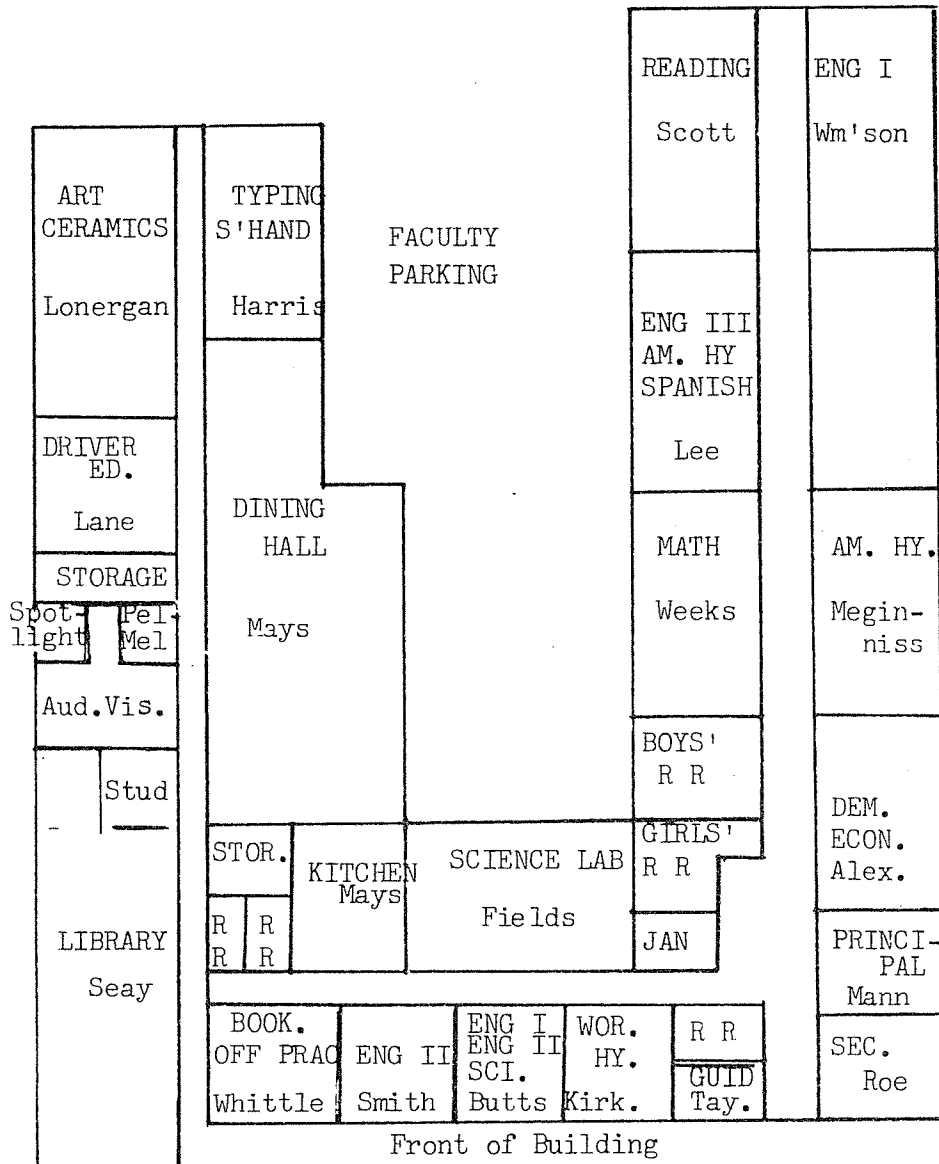 READING
Scott
ENG I
Wm'son
ART
CERAMICS
Lonergan
TYPING
S'HAND
Harris
FACULTY
PARKING
ENG III
AM. HY
SPANISH
Lee
DRIVER
ED.
Lane
DINING
HALL
Mays
MATH
Weeks
AM. HY.
Megin-
niss
STORAGE
Spot-
light
Pel
Mel
Aud.Vis.
Stud
BOYS'
R R
GIRLS'
R R
DEM.
ECON.
Alex.
STOR.
KITCHEN
Mays
SCIENCE LAB
Fields
R
R
R
R
JAN
LIBRARY
Seay
PRINCI-
PAL
Mann
BOOK.
OFF PRAC
Whittle
ENG II
Smith
ENG I
ENG II
SCI.
Butts
WOR.
HY.
Kirk.
R R
GUID
Tay.
SEC.
Roe
Front of Building